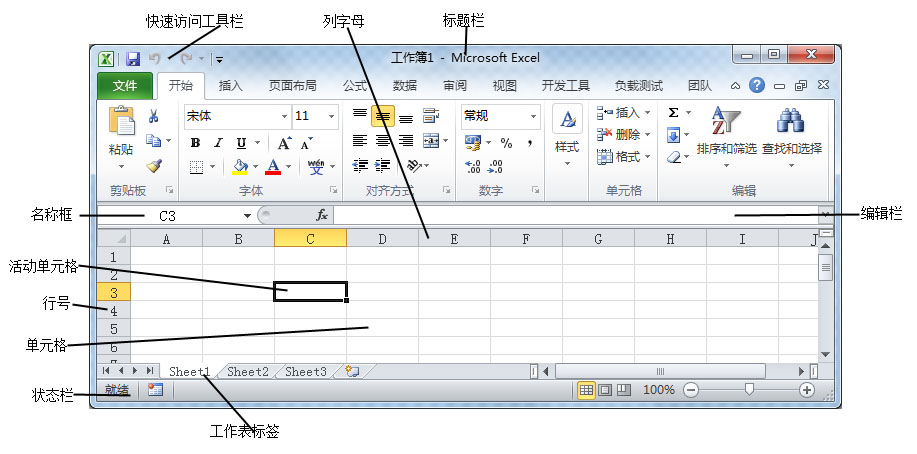 快速访问工具栏 列字母 标题栏
工作簿1 - Microsoft Excel
文件 开始 插入 页面布局 公式 数据 审阅 视图 开发工具 负载测试 团队
宋体 11 常规 插入 Σ
粘贴 B I U A A % , 样式 删除 排序和筛选 查找和选择
A wén 文 .0 .00 .00 .0 格式
剪贴板 字体 对齐方式 数字 单元格 编辑
名称框 C3 fx 编辑栏
A B C D E F G H I J
1
2
活动单元格
3
行号 4
5
单元格 6
Sheet1 Sheet2 Sheet3
状态栏 就绪 100%
工作表标签